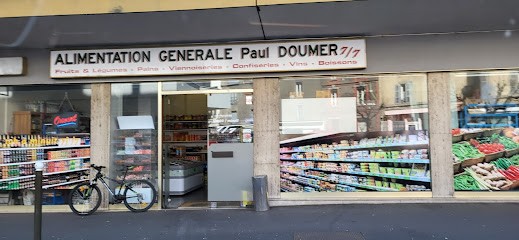 ALIMENTATION GENERALE Paul DOUMER 7/7
Fruits & Légumes - Pains - Viennoiseries - Confiseries - Vins - Boissons